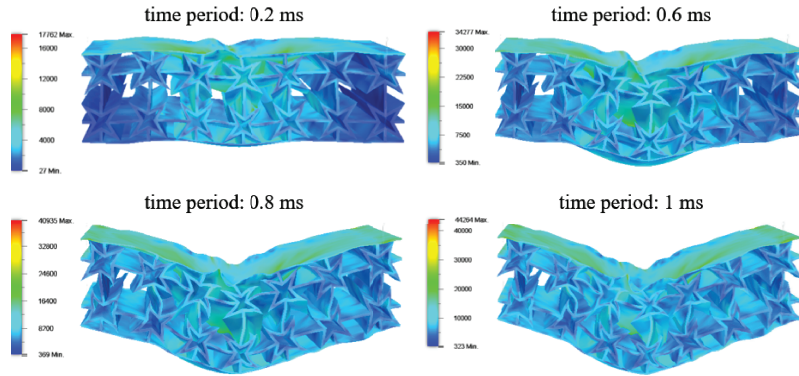 time period: 0.2 ms
17762 Max.
16000
12000
8000
4000
27 Min.
time period: 0.6 ms
34277 Max.
30000
22500
15000
7500
350 Min.
time period: 0.8 ms
40935 Max.
32800
24600
16400
8700
369 Min.
time period: 1 ms
44264 Max.
40000
30000
20000
10000
323 Min.